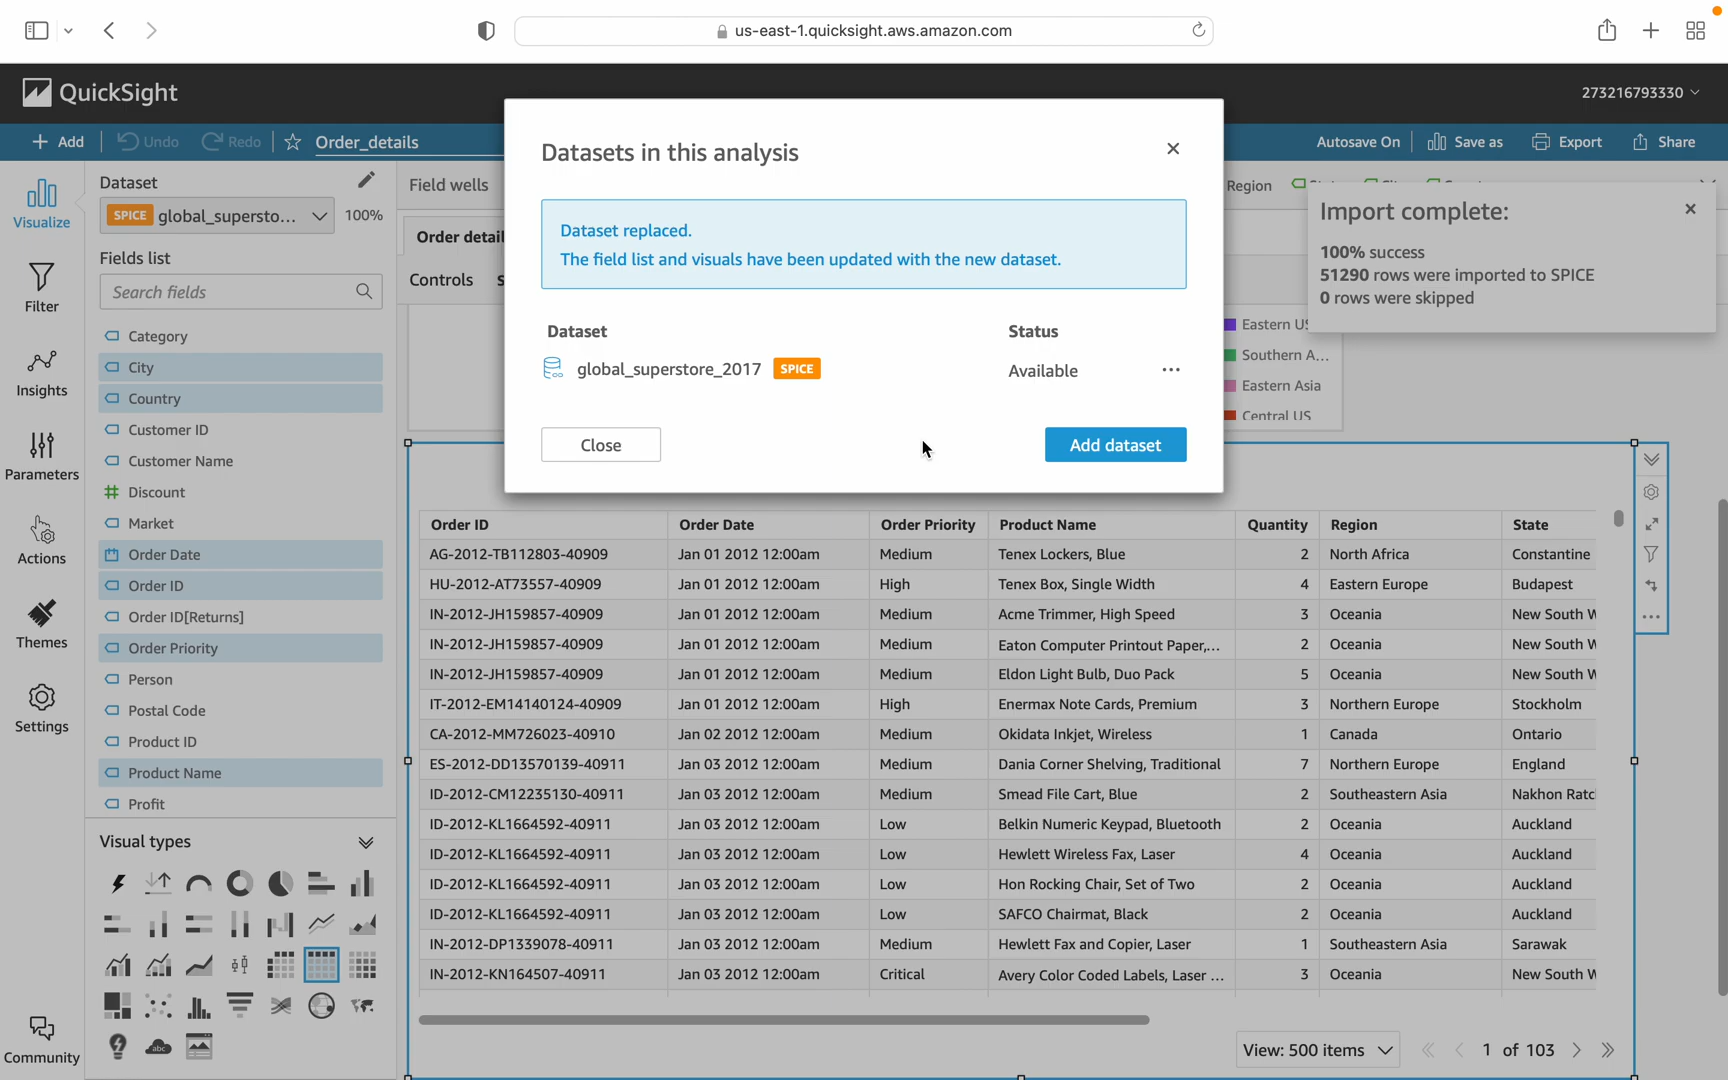 us-east-1.quicksight.aws.amazon.com
QuickSight
273216793330
Add
Undo
Redo
Order_details
Autosave On
Save as
Export
Share
Visualize
Filter
Insights
Parameters
Actions
Themes
Settings
Community
Dataset
SPICE global_supersto... 100%
Fields list
Search fields
Category
City
Country
Customer ID
Customer Name
Discount
Market
Order Date
Order ID
Order ID[Returns]
Order Priority
Person
Postal Code
Product ID
Product Name
Profit
Visual types
abc
Field wells
Region
Order detail
Controls
Datasets in this analysis
Dataset replaced.
The field list and visuals have been updated with the new dataset.
Dataset Status
global_superstore_2017 SPICE Available
Close Add dataset
Import complete:
100% success
51290 rows were imported to SPICE
0 rows were skipped
Eastern US
Southern A...
Eastern Asia
Central US
Order ID Order Date Order Priority Product Name Quantity Region State
AG-2012-TB112803-40909 Jan 01 2012 12:00am Medium Tenex Lockers, Blue 2 North Africa Constantine
HU-2012-AT73557-40909 Jan 01 2012 12:00am High Tenex Box, Single Width 4 Eastern Europe Budapest
IN-2012-JH159857-40909 Jan 01 2012 12:00am Medium Acme Trimmer, High Speed 3 Oceania New South W
IN-2012-JH159857-40909 Jan 01 2012 12:00am Medium Eaton Computer Printout Paper,... 2 Oceania New South W
IN-2012-JH159857-40909 Jan 01 2012 12:00am Medium Eldon Light Bulb, Duo Pack 5 Oceania New South W
IT-2012-EM14140124-40909 Jan 01 2012 12:00am High Enermax Note Cards, Premium 3 Northern Europe Stockholm
CA-2012-MM726023-40910 Jan 02 2012 12:00am Medium Okidata Inkjet, Wireless 1 Canada Ontario
ES-2012-DD13570139-40911 Jan 03 2012 12:00am Medium Dania Corner Shelving, Traditional 7 Northern Europe England
ID-2012-CM12235130-40911 Jan 03 2012 12:00am Medium Smead File Cart, Blue 2 Southeastern Asia Nakhon Ratc
ID-2012-KL1664592-40911 Jan 03 2012 12:00am Low Belkin Numeric Keypad, Bluetooth 2 Oceania Auckland
ID-2012-KL1664592-40911 Jan 03 2012 12:00am Low Hewlett Wireless Fax, Laser 4 Oceania Auckland
ID-2012-KL1664592-40911 Jan 03 2012 12:00am Low Hon Rocking Chair, Set of Two 2 Oceania Auckland
ID-2012-KL1664592-40911 Jan 03 2012 12:00am Low SAFCO Chairmat, Black 2 Oceania Auckland
IN-2012-DP1339078-40911 Jan 03 2012 12:00am Medium Hewlett Fax and Copier, Laser 1 Southeastern Asia Sarawak
IN-2012-KN164507-40911 Jan 03 2012 12:00am Critical Avery Color Coded Labels, Laser ... 3 Oceania New South W
View: 500 items 1 of 103